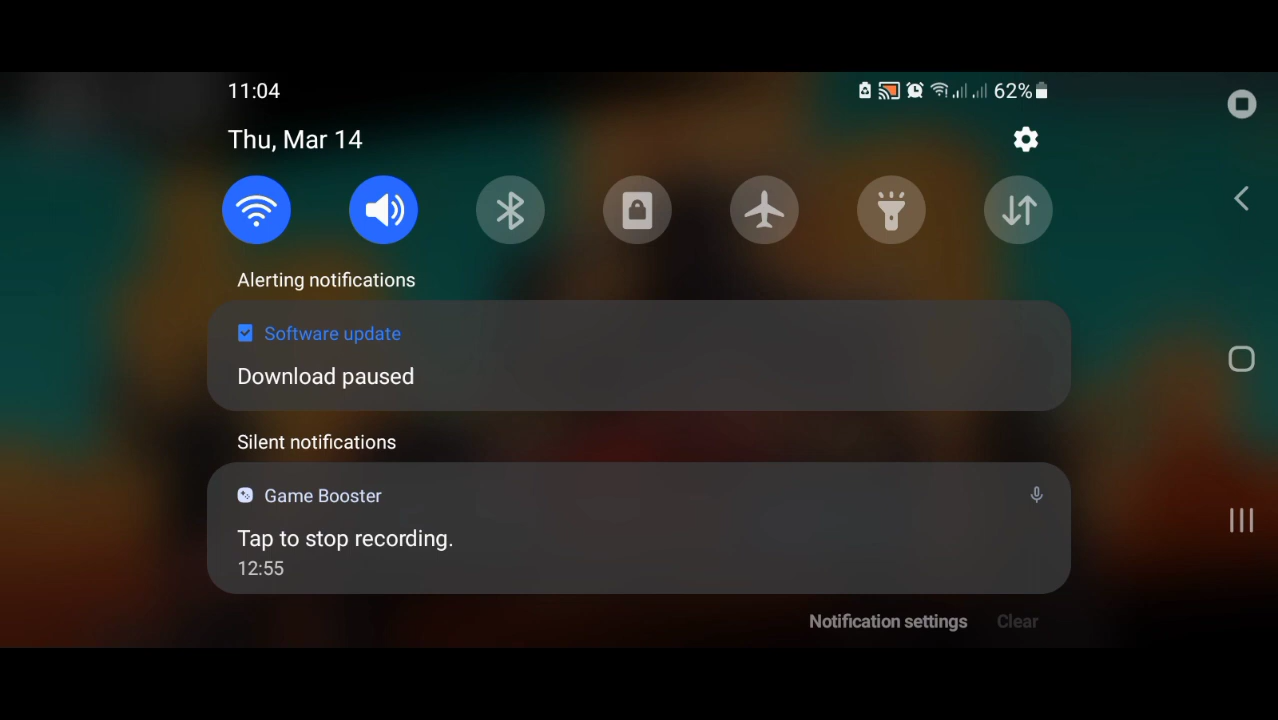 11:04
62%
Thu, Mar 14
Alerting notifications
Software update
Download paused
Silent notifications
Game Booster
Tap to stop recording.
12:55
Notification settings
Clear